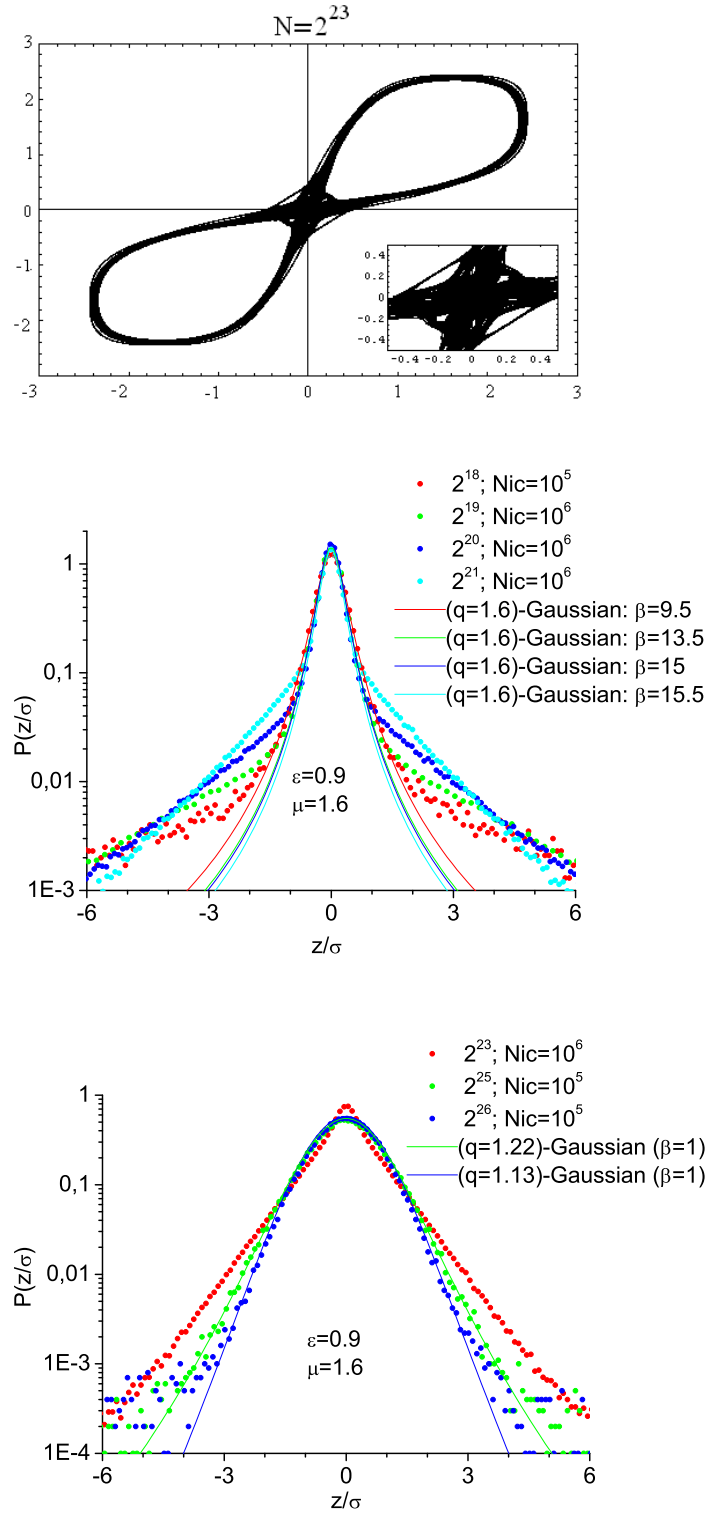 N=2^23
3
2
1
0
-1
-2
-3 -2 -1 0 1 2 3
0.4
0.2
0
-0.2
-0.4
-0.4 -0.2 0 0.2 0.4
2^18; Nic=10^5
2^19; Nic=10^6
2^20; Nic=10^6
2^21; Nic=10^6
(q=1.6)-Gaussian: β=9.5
(q=1.6)-Gaussian: β=13.5
(q=1.6)-Gaussian: β=15
(q=1.6)-Gaussian: β=15.5
P(z/σ)
1
0,1
0,01
1E-3
ε=0.9
μ=1.6
-6 -3 0 3 6
z/σ
2^23; Nic=10^6
2^25; Nic=10^5
2^26; Nic=10^5
(q=1.22)-Gaussian (β=1)
(q=1.13)-Gaussian (β=1)
P(z/σ)
1
0,1
0,01
1E-3
1E-4
ε=0.9
μ=1.6
-6 -3 0 3 6
z/σ